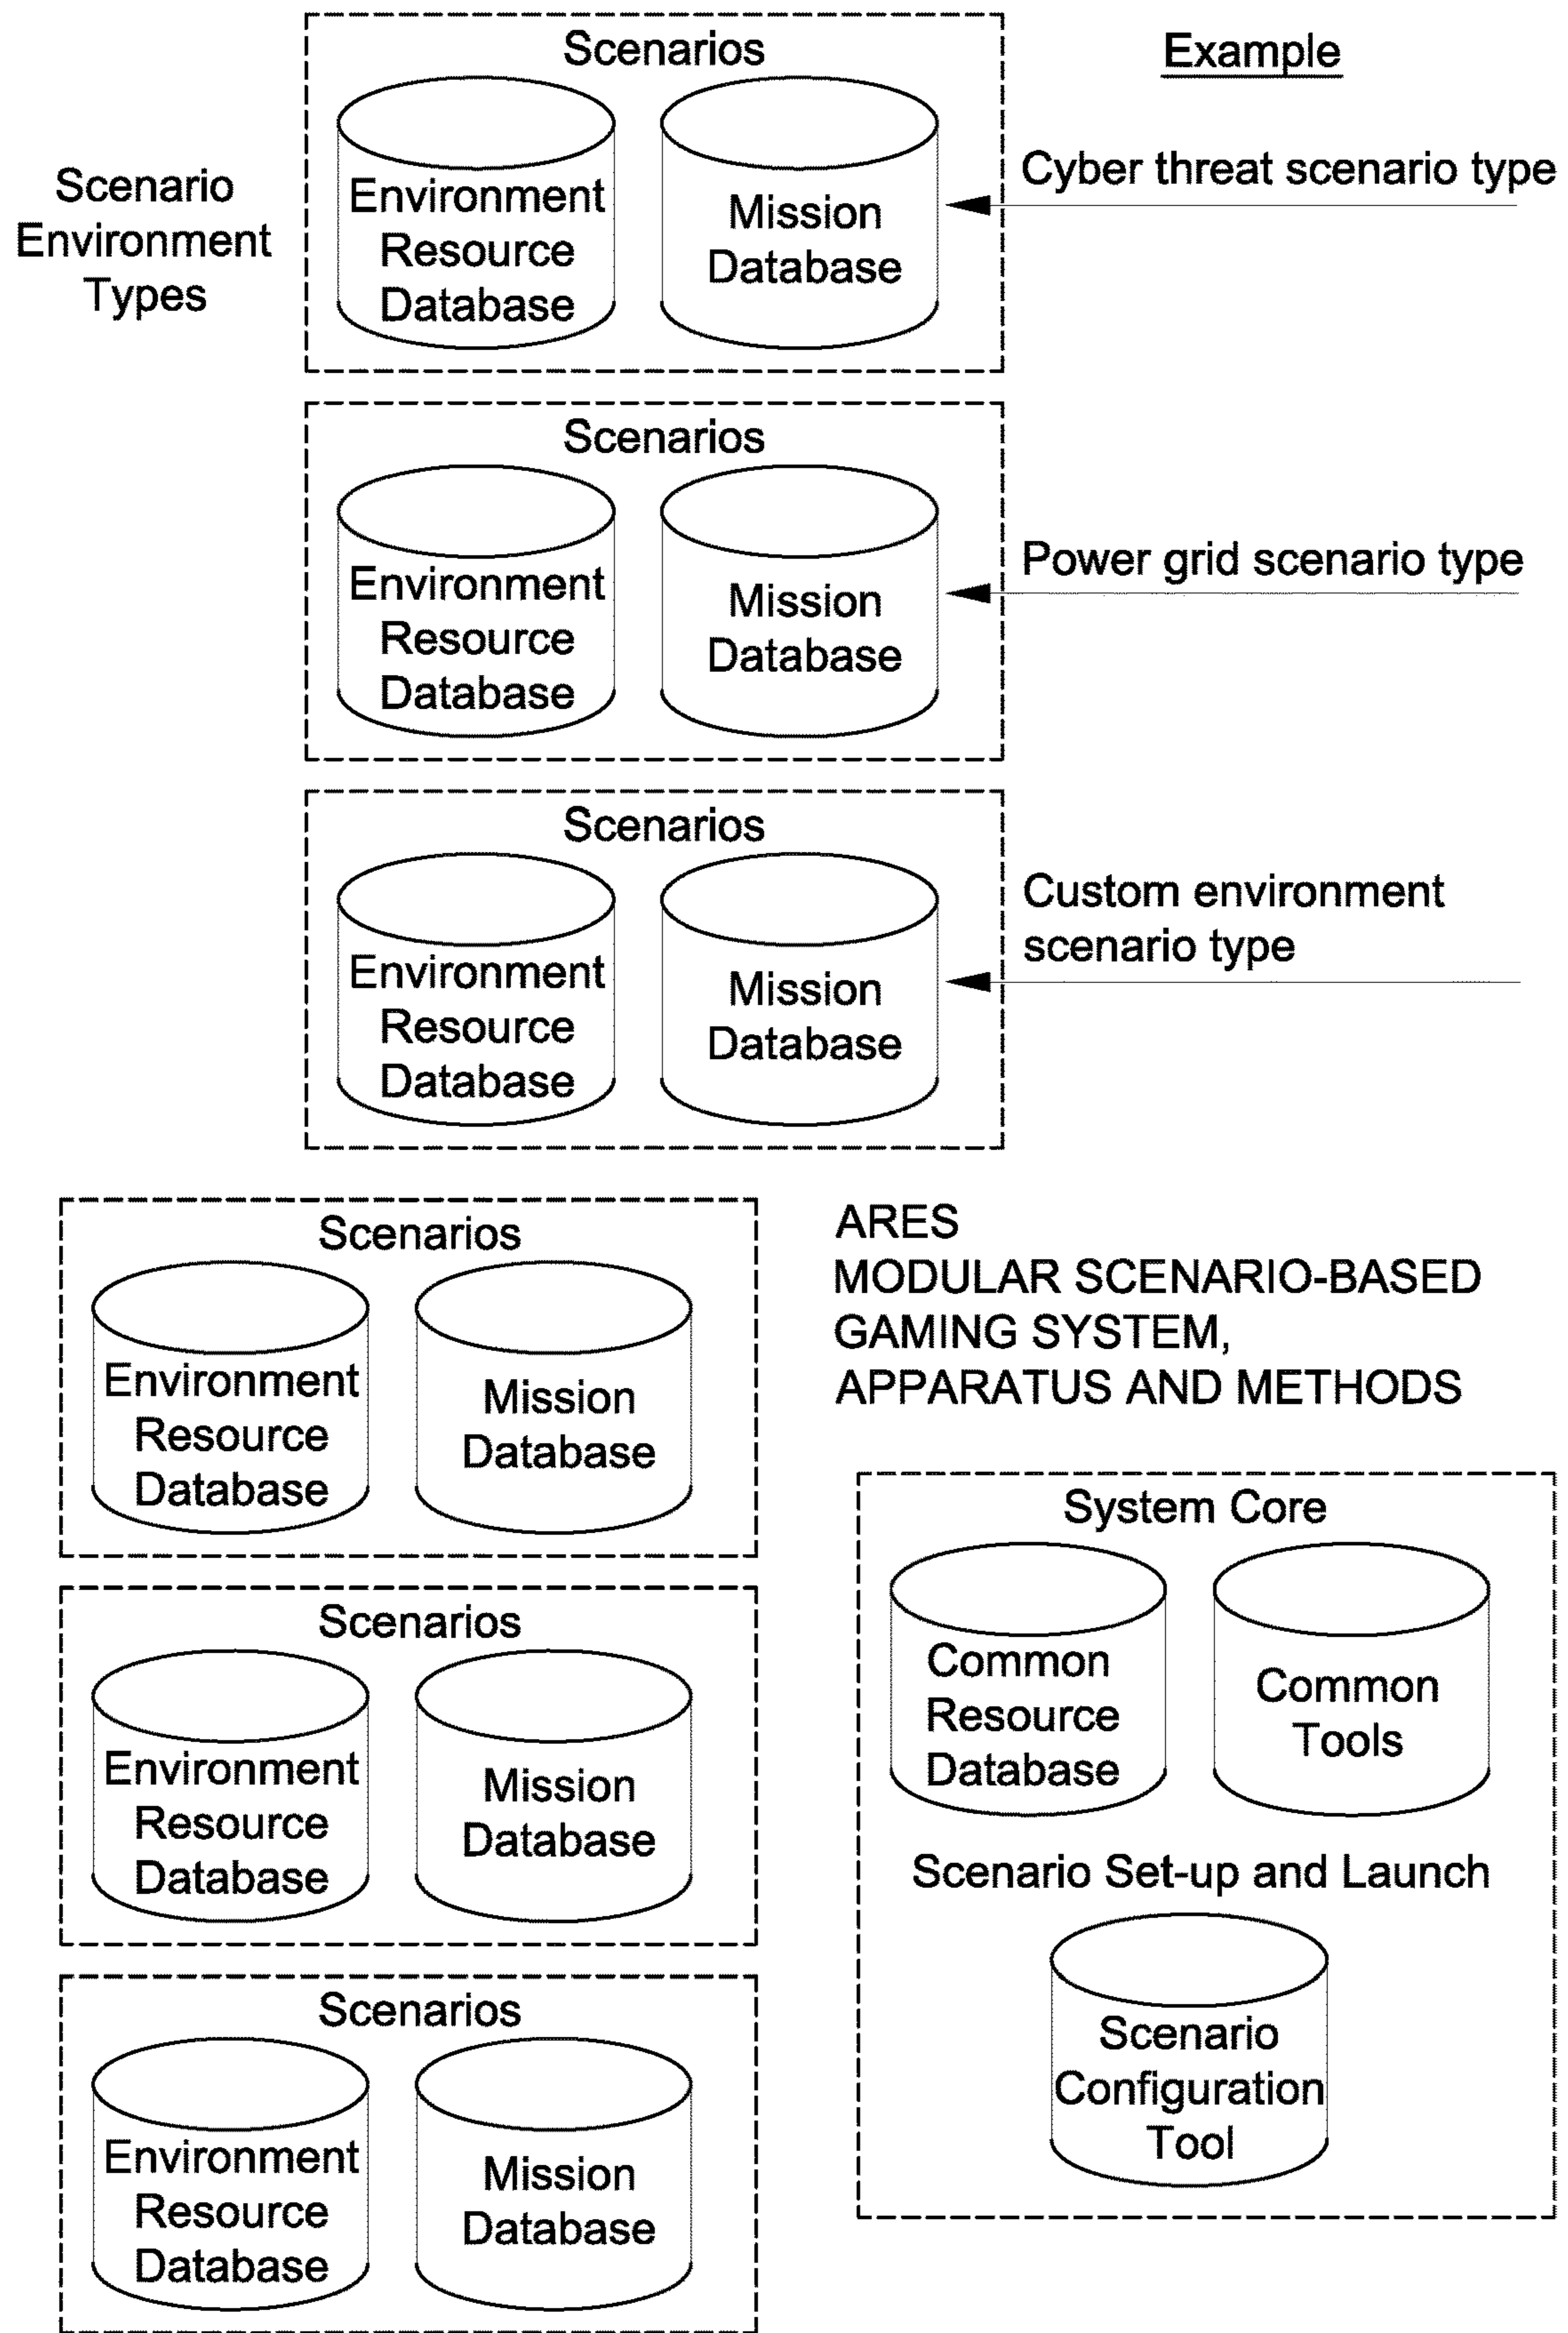 Scenario
Environment
Types
Scenarios
Environment
Resource
Database
Mission
Database
Example
Cyber threat scenario type
Scenarios
Environment
Resource
Database
Mission
Database
Power grid scenario type
Scenarios
Environment
Resource
Database
Mission
Database
Custom environment
scenario type
Scenarios
Environment
Resource
Database
Mission
Database
Scenarios
Environment
Resource
Database
Mission
Database
Scenarios
Environment
Resource
Database
Mission
Database
ARES
MODULAR SCENARIO-BASED
GAMING SYSTEM,
APPARATUS AND METHODS
System Core
Common
Resource
Database
Common
Tools
Scenario Set-up and Launch
Scenario
Configuration
Tool